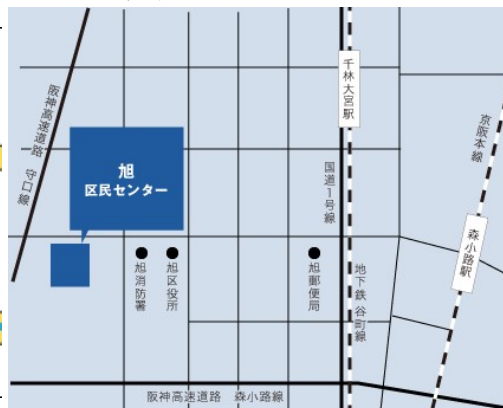 千林大宮駅
阪神高速道路 守口線
京阪本線
旭
区民センター
国道1号線
森小路駅
旭消防署
旭区役所
旭郵便局
地下鉄 谷町線
阪神高速道路 森小路線